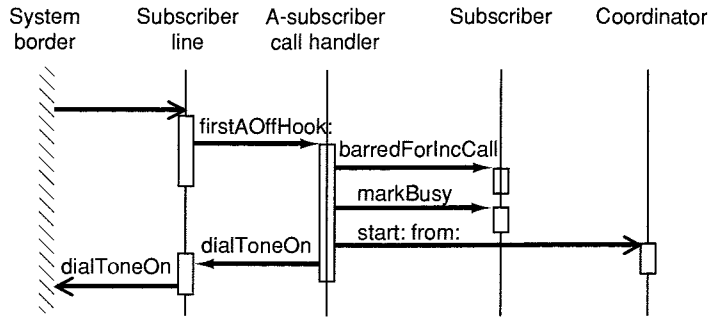 System border
Subscriber line
A-subscriber call handler
Subscriber
Coordinator
firstAOffHook:
barredForIncCall
markBusy
start: from:
dialToneOn
dialToneOn